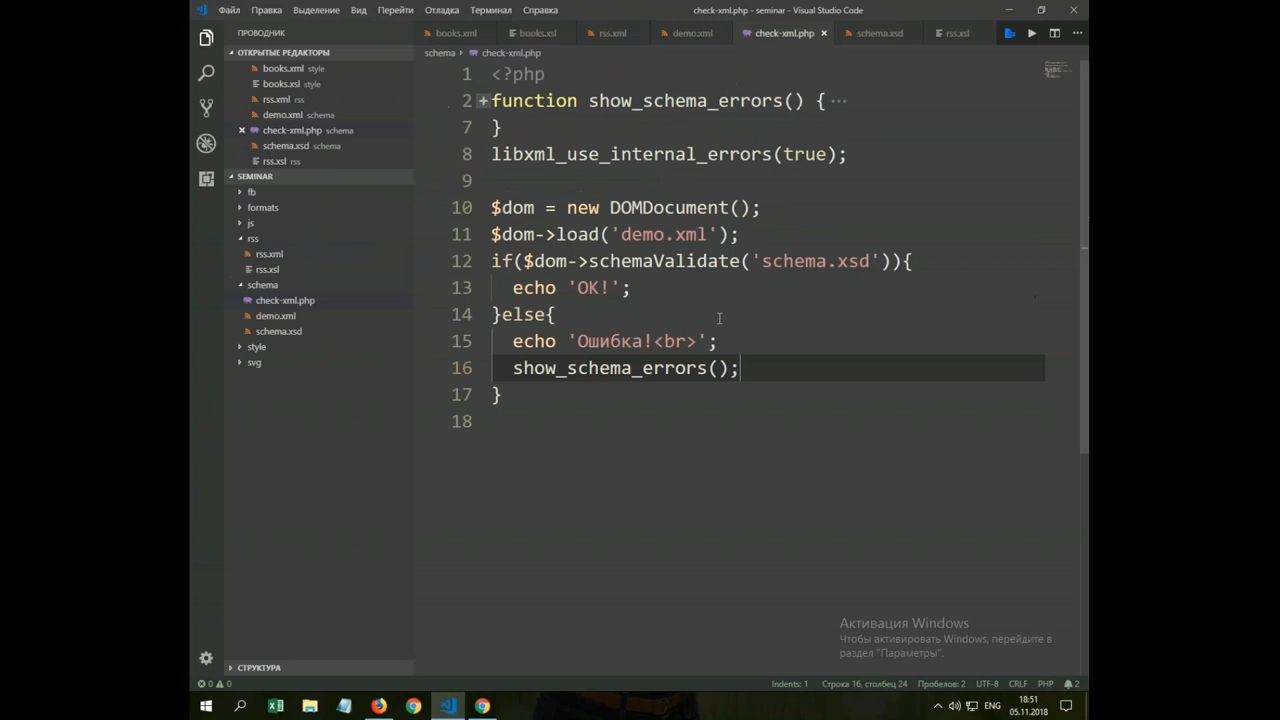 Файл Правка Выделение Вид Перейти Отладка Терминал Справка check-xml.php - seminar - Visual Studio Code
ПРОВОДНИК
books.xml books.xsl rss.xml demo.xml check-xml.php schema.xsd rss.xsl
ОТКРЫТЫЕ РЕДАКТОРЫ
books.xml style
books.xsl style
rss.xml rss
demo.xml schema
check-xml.php schema
schema.xsd schema
rss.xsl rss
SEMINAR
fb
formats
js
rss
rss.xml
rss.xsl
schema
check-xml.php
demo.xml
schema.xsd
style
svg
СТРУКТУРА
schema › check-xml.php
1 <?php
2 function show_schema_errors() { ...
7 }
8 libxml_use_internal_errors(true);
9
10 $dom = new DOMDocument();
11 $dom->load('demo.xml');
12 if($dom->schemaValidate('schema.xsd')){
13 echo 'OK!';
14 }else{
15 echo 'Ошибка!<br>';
16 show_schema_errors();
17 }
18
Активация Windows
Чтобы активировать Windows, перейдите в
раздел "Параметры".
0 0 Indents: 1 Строка 16, столбец 24 Пробелов: 2 UTF-8 CRLF PHP 2
ENG 18:51
05.11.2018